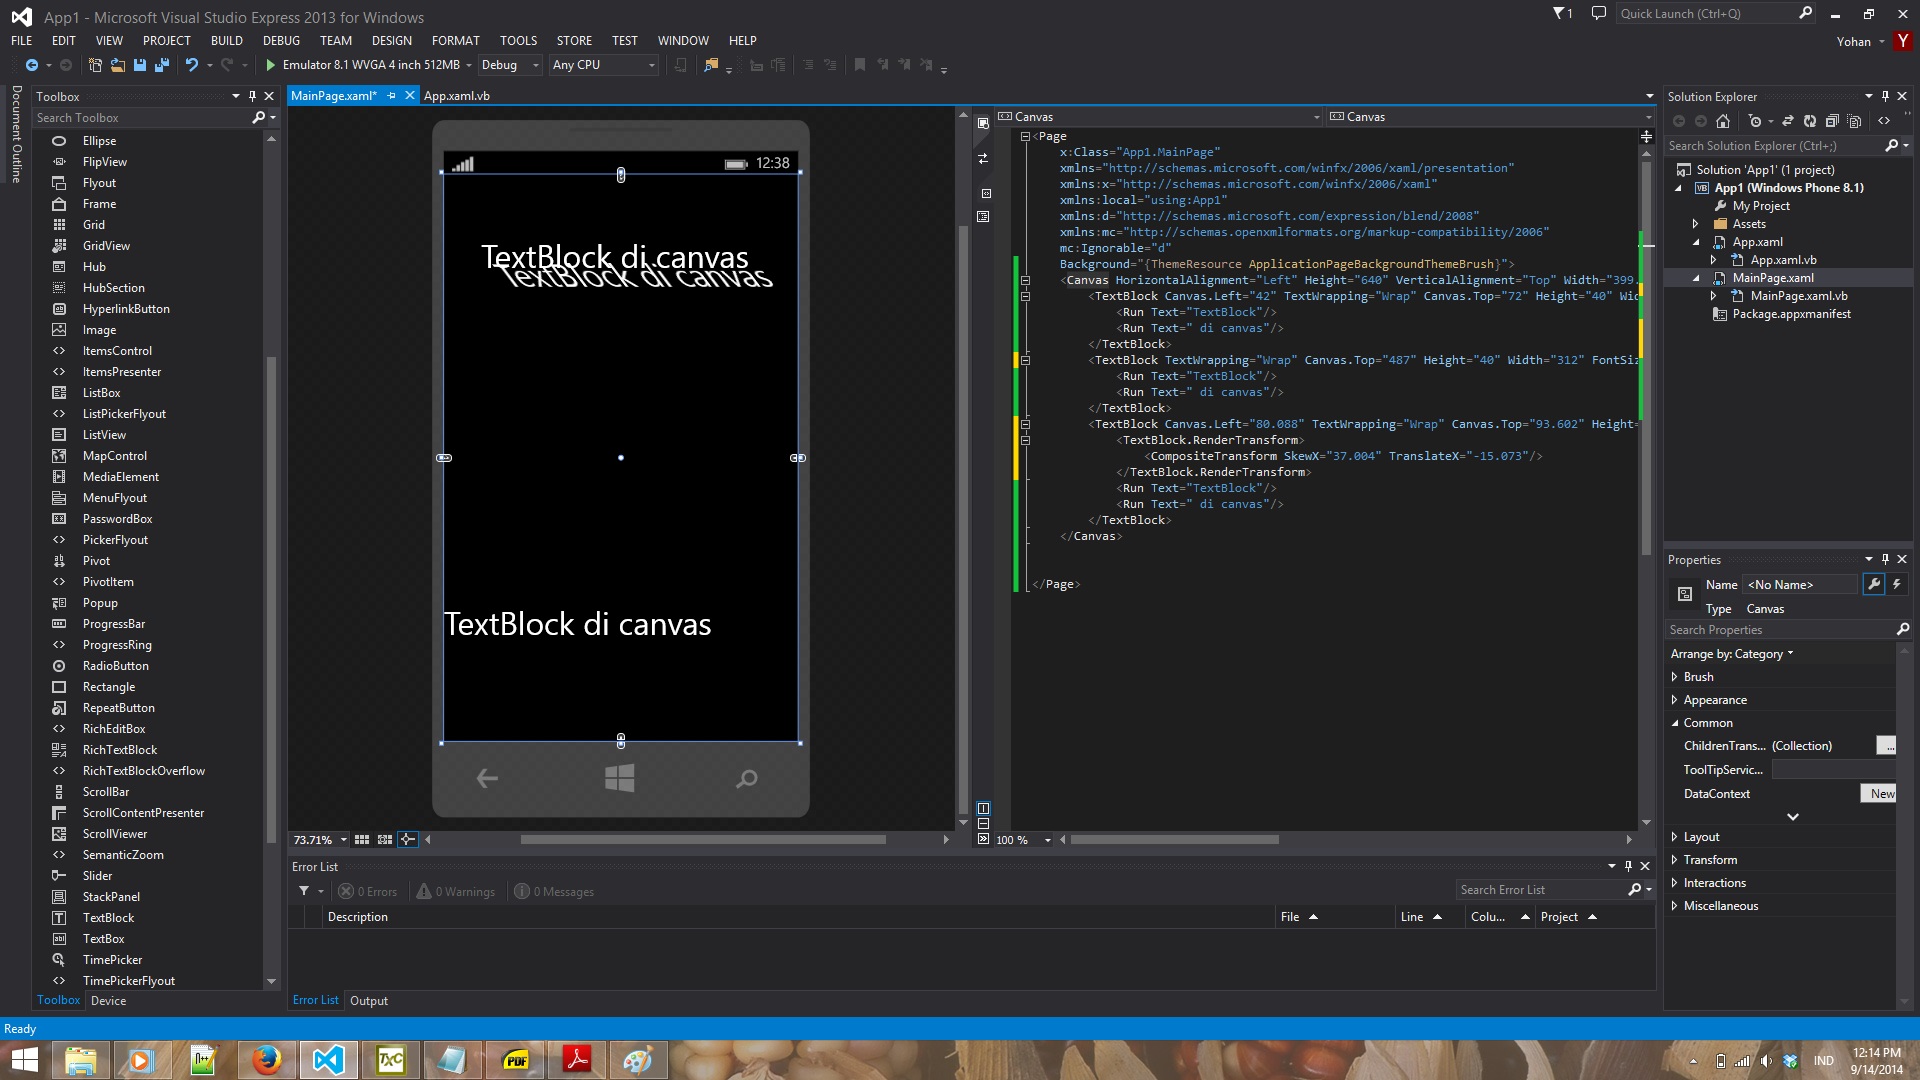 App1 - Microsoft Visual Studio Express 2013 for Windows
1
Quick Launch (Ctrl+Q)
FILE EDIT VIEW PROJECT BUILD DEBUG TEAM DESIGN FORMAT TOOLS STORE TEST WINDOW HELP
Yohan
Y
Emulator 8.1 WVGA 4 inch 512MB
Debug
Any CPU
Document Outline
Toolbox
Search Toolbox
Ellipse
FlipView
Flyout
Frame
Grid
GridView
Hub
HubSection
HyperlinkButton
Image
ItemsControl
ItemsPresenter
ListBox
ListPickerFlyout
ListView
MapControl
MediaElement
MenuFlyout
PasswordBox
PickerFlyout
Pivot
PivotItem
Popup
ProgressBar
ProgressRing
RadioButton
Rectangle
RepeatButton
RichEditBox
RichTextBlock
RichTextBlockOverflow
ScrollBar
ScrollContentPresenter
ScrollViewer
SemanticZoom
Slider
StackPanel
TextBlock
TextBox
TimePicker
TimePickerFlyout
Toolbox Device
MainPage.xaml* App.xaml.vb
12:38
TextBlock di canvas
TextBlock di canvas
TextBlock di canvas
73.71%
Canvas
Canvas
<Page
x:Class="App1.MainPage"
xmlns="http://schemas.microsoft.com/winfx/2006/xaml/presentation"
xmlns:x="http://schemas.microsoft.com/winfx/2006/xaml"
xmlns:local="using:App1"
xmlns:d="http://schemas.microsoft.com/expression/blend/2008"
xmlns:mc="http://schemas.openxmlformats.org/markup-compatibility/2006"
mc:Ignorable="d"
Background="{ThemeResource ApplicationPageBackgroundThemeBrush}">
<Canvas HorizontalAlignment="Left" Height="640" VerticalAlignment="Top" Width="399.
<TextBlock Canvas.Left="42" TextWrapping="Wrap" Canvas.Top="72" Height="40" Wid
<Run Text="TextBlock"/>
<Run Text=" di canvas"/>
</TextBlock>
<TextBlock TextWrapping="Wrap" Canvas.Top="487" Height="40" Width="312" FontSiz
<Run Text="TextBlock"/>
<Run Text=" di canvas"/>
</TextBlock>
<TextBlock Canvas.Left="80.088" TextWrapping="Wrap" Canvas.Top="93.602" Height=
<TextBlock.RenderTransform>
<CompositeTransform SkewX="37.004" TranslateX="-15.073"/>
</TextBlock.RenderTransform>
<Run Text="TextBlock"/>
<Run Text=" di canvas"/>
</TextBlock>
</Canvas>
</Page>
100 %
Error List
0 Errors
0 Warnings
0 Messages
Search Error List
Description File Line Colu... Project
Error List Output
Solution Explorer
Search Solution Explorer (Ctrl+;)
Solution 'App1' (1 project)
App1 (Windows Phone 8.1)
My Project
Assets
App.xaml
App.xaml.vb
MainPage.xaml
MainPage.xaml.vb
Package.appxmanifest
Properties
Name <No Name>
Type Canvas
Search Properties
Arrange by: Category
Brush
Appearance
Common
ChildrenTrans... (Collection) ...
ToolTipServic...
DataContext New
Layout
Transform
Interactions
Miscellaneous
Ready
TxC
PDF
IND
12:14 PM
9/14/2014